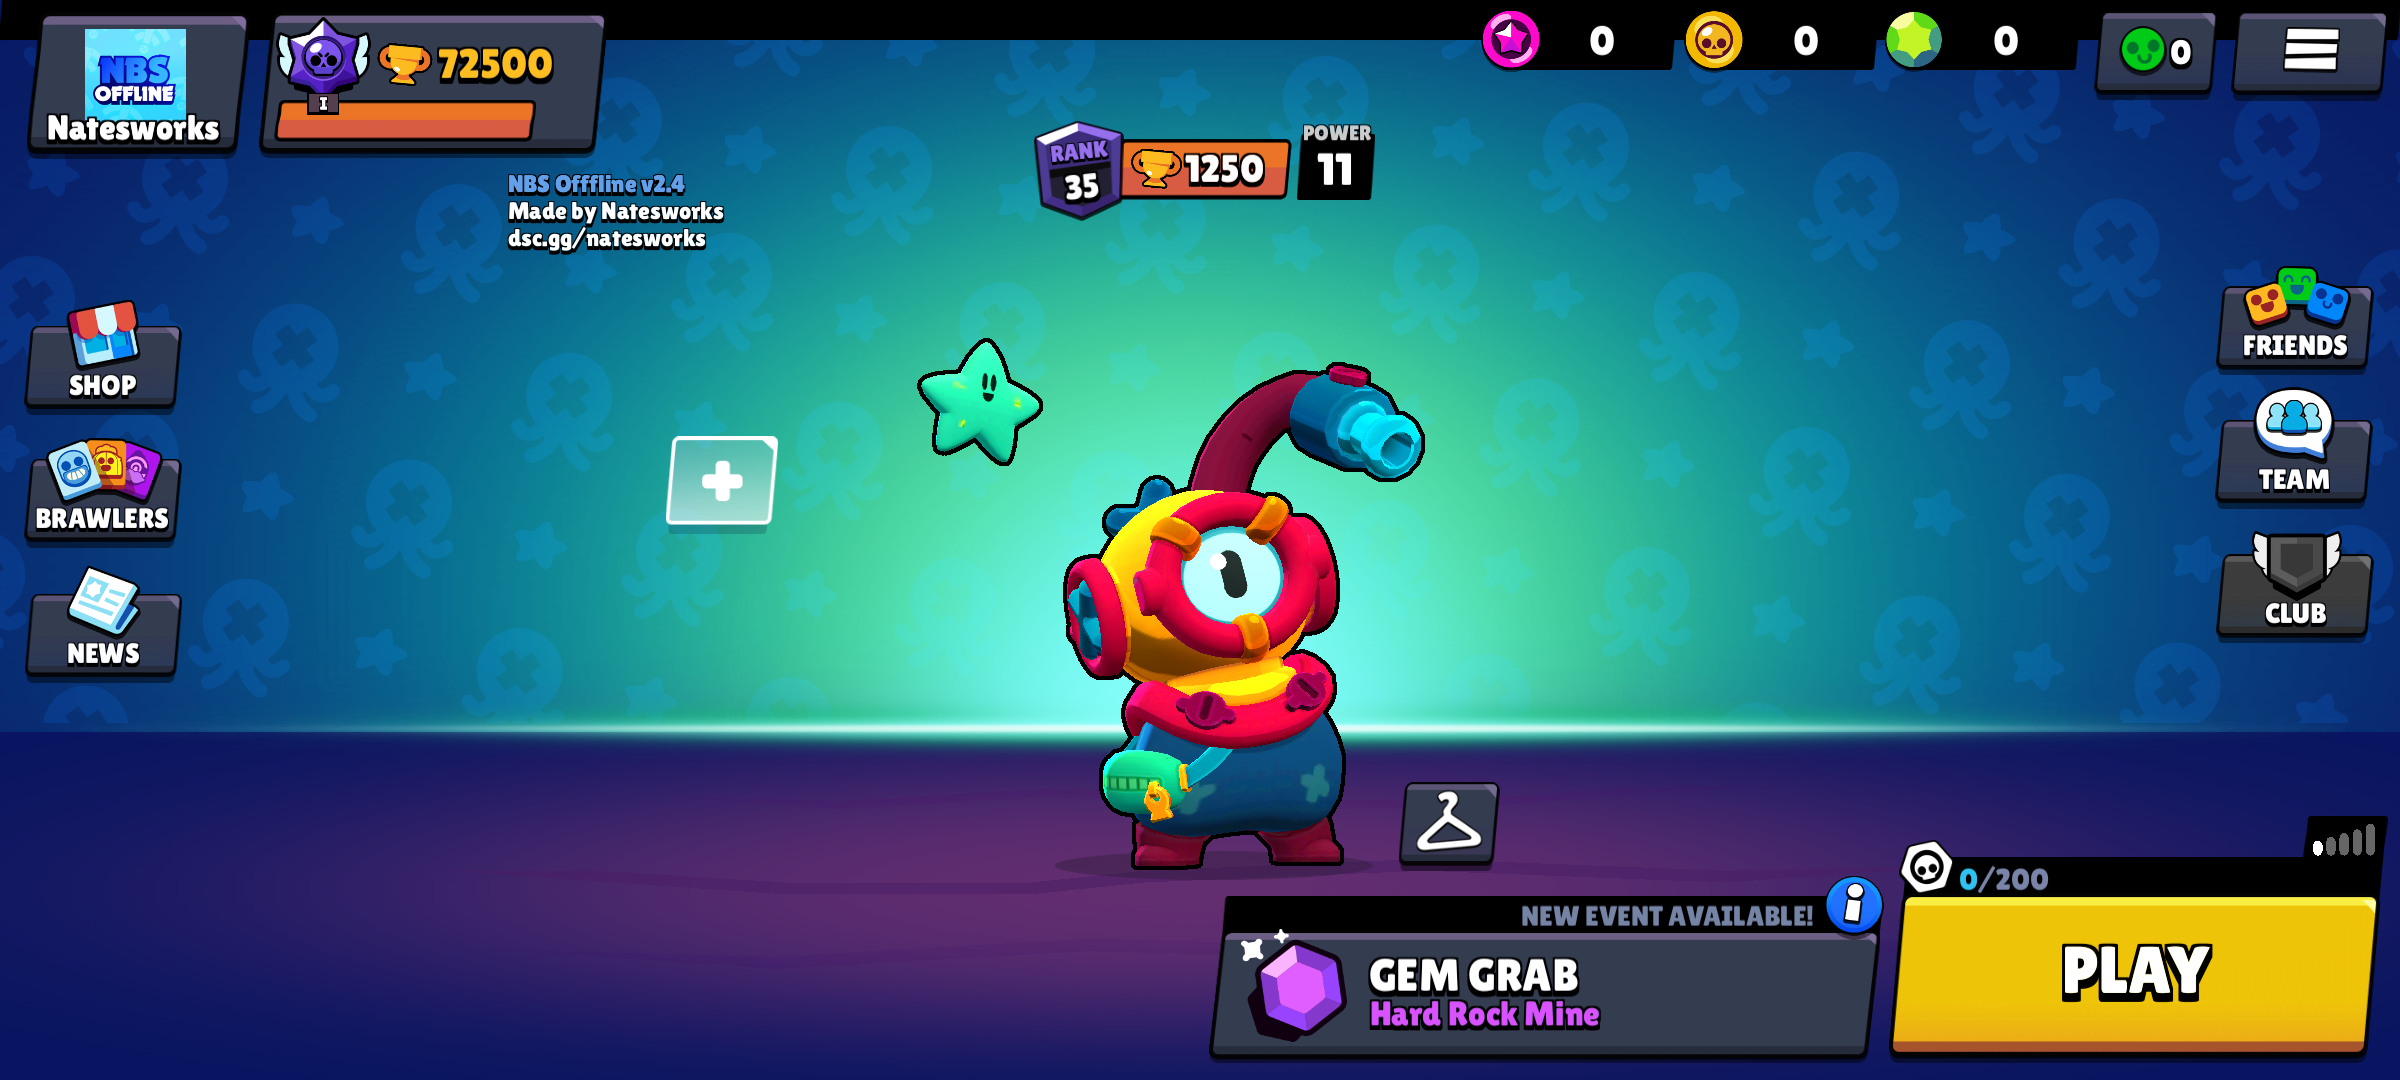 NBS
OFFLINE
Natesworks
I
72500
0
0
0
0
NBS Offfline v2.4
Made by Natesworks
dsc.gg/natesworks
RANK
35
1250
POWER
11
SHOP
BRAWLERS
NEWS
FRIENDS
TEAM
CLUB
NEW EVENT AVAILABLE!
GEM GRAB
Hard Rock Mine
0/200
PLAY